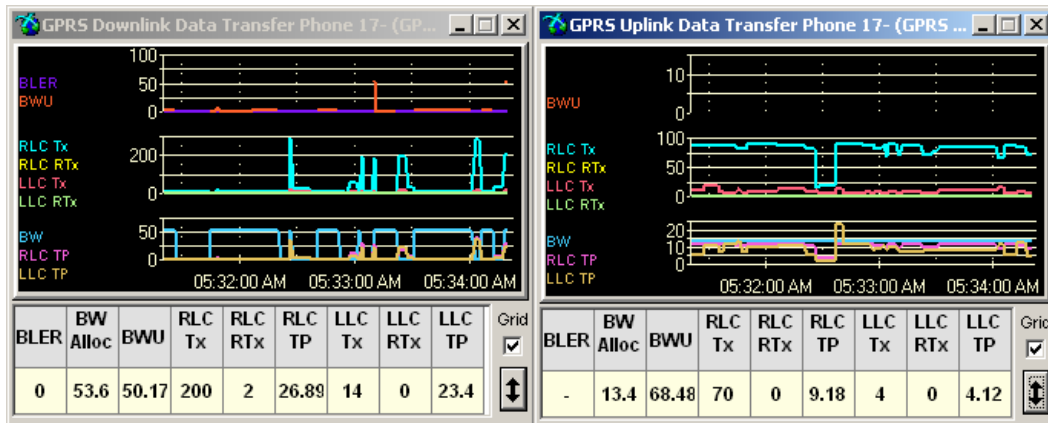 GPRS Downlink Data Transfer Phone 17- (GP...
100
50
0
BLER
BWU
200
0
RLC Tx
RLC RTx
LLC Tx
LLC RTx
50
0
BW
RLC TP
LLC TP
05:32:00 AM 05:33:00 AM 05:34:00 AM
BLER BW Alloc BWU RLC Tx RLC RTx RLC TP LLC Tx LLC RTx LLC TP
0 53.6 50.17 200 2 26.89 14 0 23.4
Grid
GPRS Uplink Data Transfer Phone 17- (GPRS ...
10
0
BWU
100
50
0
RLC Tx
RLC RTx
LLC Tx
LLC RTx
20
10
0
BW
RLC TP
LLC TP
05:32:00 AM 05:33:00 AM 05:34:00 AM
BLER BW Alloc BWU RLC Tx RLC RTx RLC TP LLC Tx LLC RTx LLC TP
- 13.4 68.48 70 0 9.18 4 0 4.12
Grid